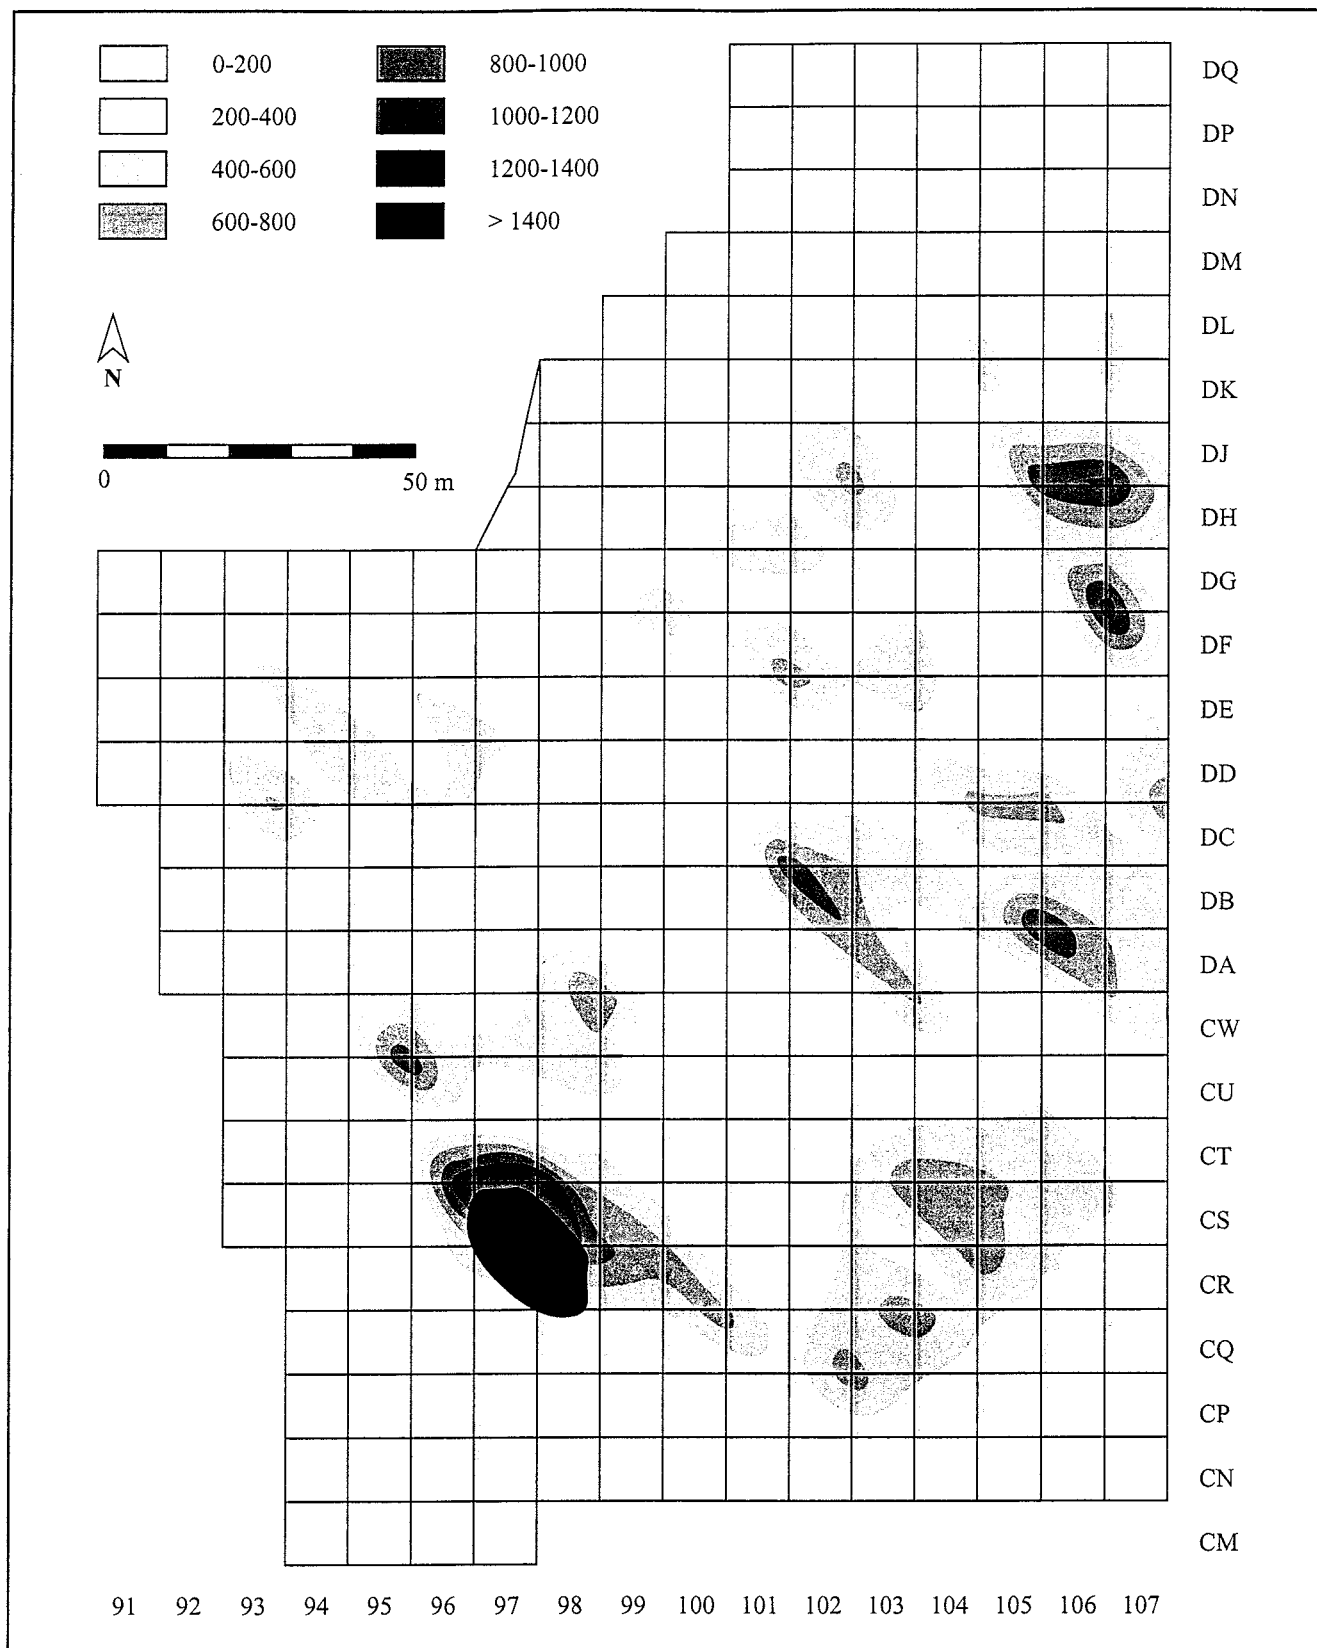 0-200
200-400
400-600
600-800
800-1000
1000-1200
1200-1400
> 1400
N
0 50 m
DQ
DP
DN
DM
DL
DK
DJ
DH
DG
DF
DE
DD
DC
DB
DA
CW
CU
CT
CS
CR
CQ
CP
CN
CM
91 92 93 94 95 96 97 98 99 100 101 102 103 104 105 106 107